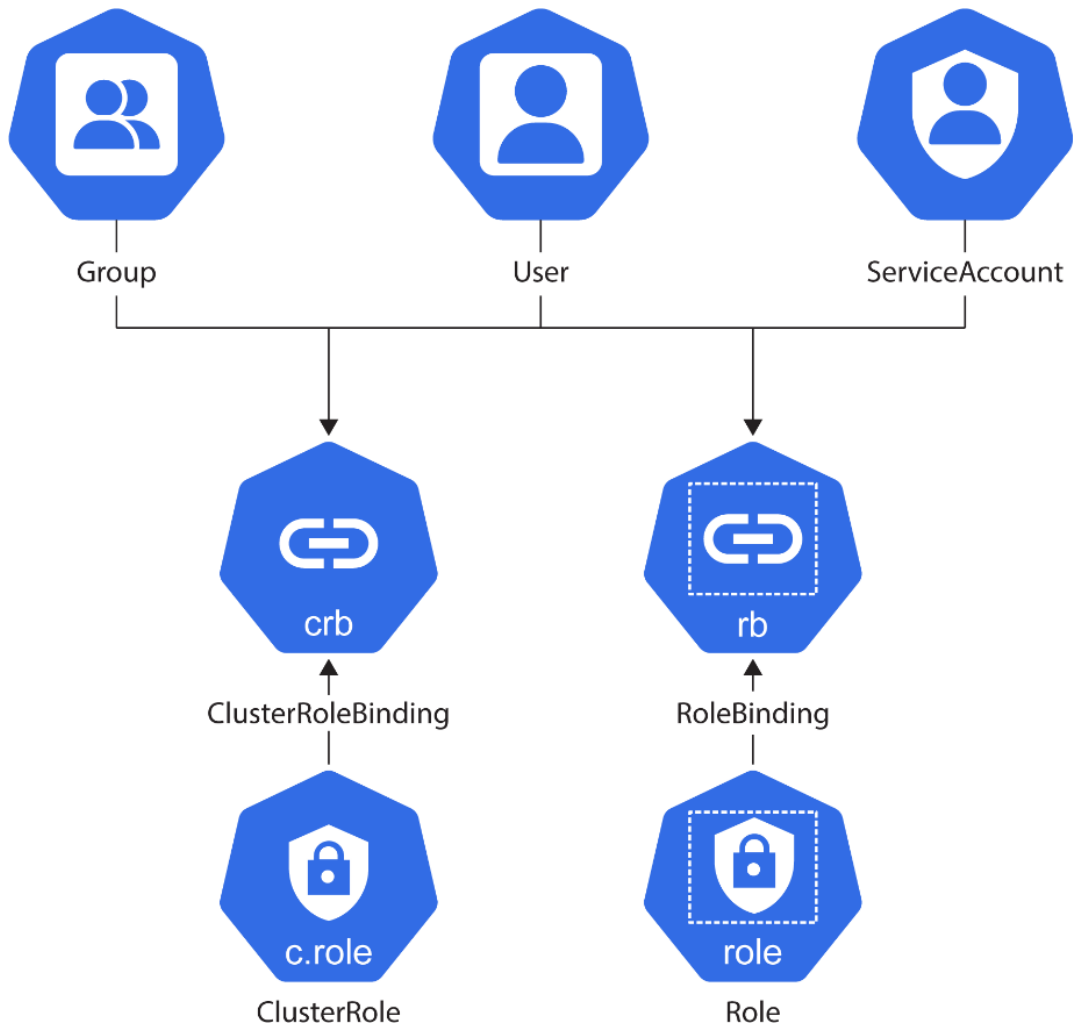 Group
User
ServiceAccount
crb
rb
ClusterRoleBinding
RoleBinding
c.role
role
ClusterRole
Role